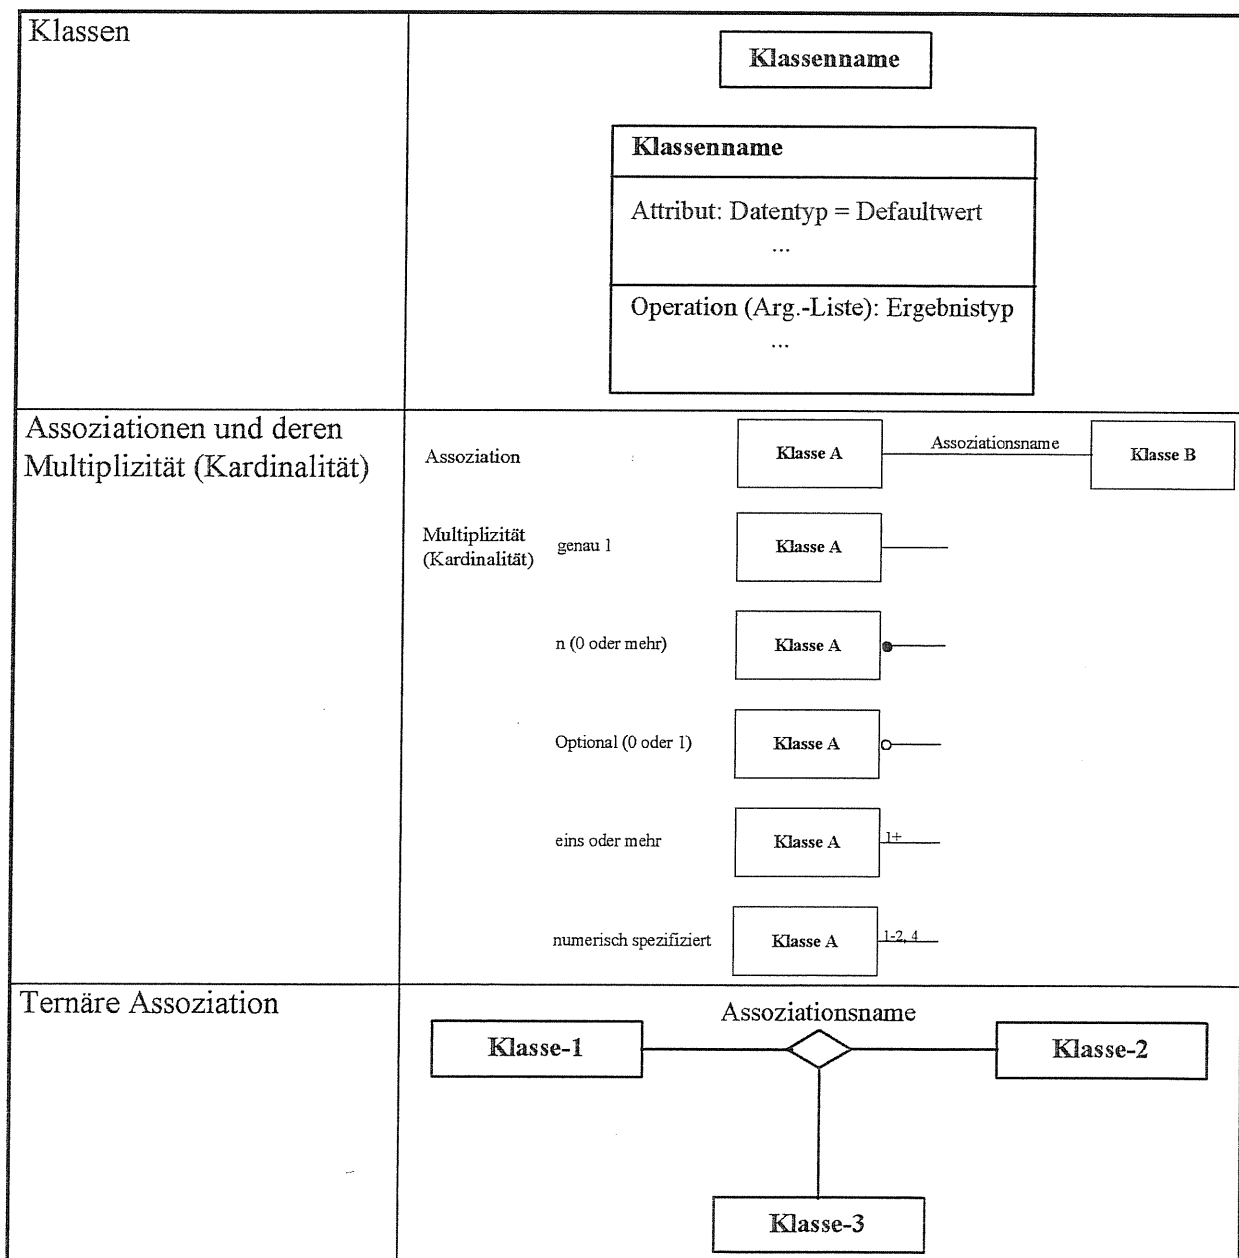 Klassen
Klassenname
Klassenname
Attribut: Datentyp = Defaultwert
...
Operation (Arg.-Liste): Ergebnistyp
...
Assoziationen und deren
Multiplizität (Kardinalität)
Assoziation
Klasse A
Assoziationsname
Klasse B
Multiplizität
(Kardinalität)
genau 1
Klasse A
n (0 oder mehr)
Klasse A
Optional (0 oder 1)
Klasse A
eins oder mehr
Klasse A
1+
numerisch spezifiziert
Klasse A
1-2, 4
Ternäre Assoziation
Assoziationsname
Klasse-1
Klasse-2
Klasse-3